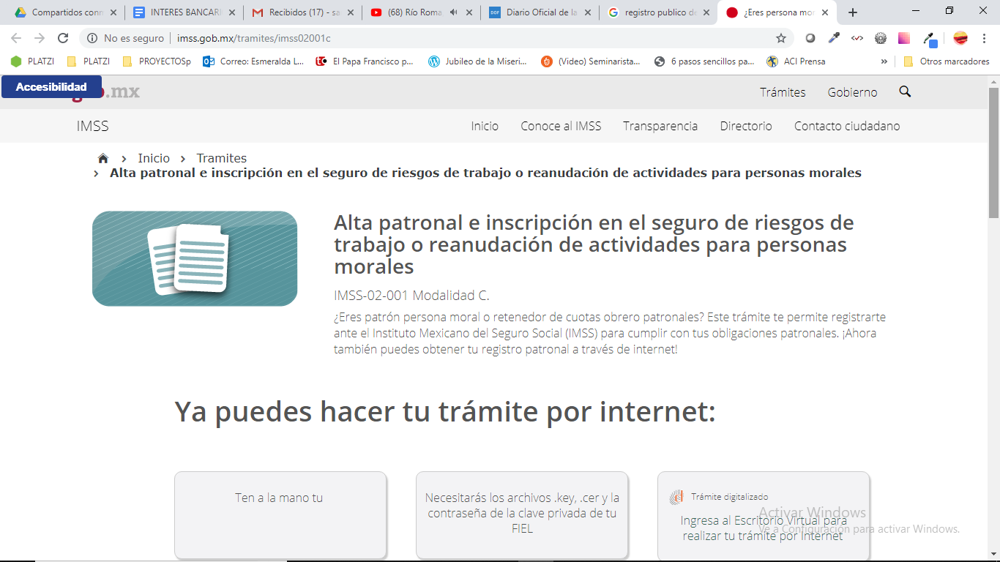 Compartidos conm
INTERES BANCARI
Recibidos (17) - sa
(68) Río Roma
Diario Oficial de la
registro publico de
¿Eres persona mor
No es seguro
imss.gob.mx/tramites/imss02001c
PLATZI
PLATZI
PROYECTOSp
Correo: Esmeralda L...
El Papa Francisco p...
Jubileo de la Miseri...
(Video) Seminarista...
6 pasos sencillos pa...
ACI Prensa
»
Otros marcadores
Accesibilidad
.mx
Trámites
Gobierno
IMSS
Inicio
Conoce al IMSS
Transparencia
Directorio
Contacto ciudadano
Inicio
Tramites
Alta patronal e inscripción en el seguro de riesgos de trabajo o reanudación de actividades para personas morales
Alta patronal e inscripción en el seguro de riesgos de
trabajo o reanudación de actividades para personas
morales
IMSS-02-001 Modalidad C.
¿Eres patrón persona moral o retenedor de cuotas obrero patronales? Este trámite te permite registrarte
ante el Instituto Mexicano del Seguro Social (IMSS) para cumplir con tus obligaciones patronales. ¡Ahora
también puedes obtener tu registro patronal a través de internet!
Ya puedes hacer tu trámite por internet:
Ten a la mano tu
Necesitarás los archivos .key, .cer y la
contraseña de la clave privada de tu
FIEL
Trámite digitalizado
Ingresa al Escritorio Virtual para
realizar tu trámite por Internet
Activar Windows
Ve a Configuración para activar Windows.